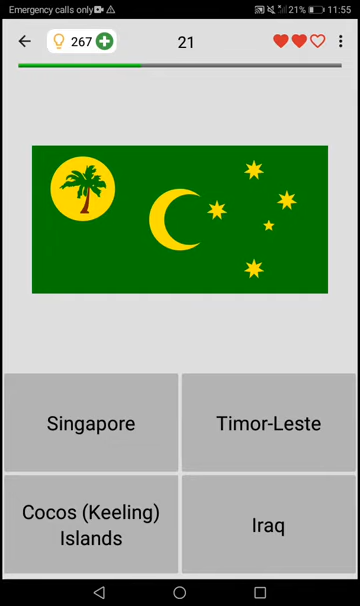 Emergency calls only
21%
11:55
267
21
Singapore
Timor-Leste
Cocos (Keeling)
Islands
Iraq